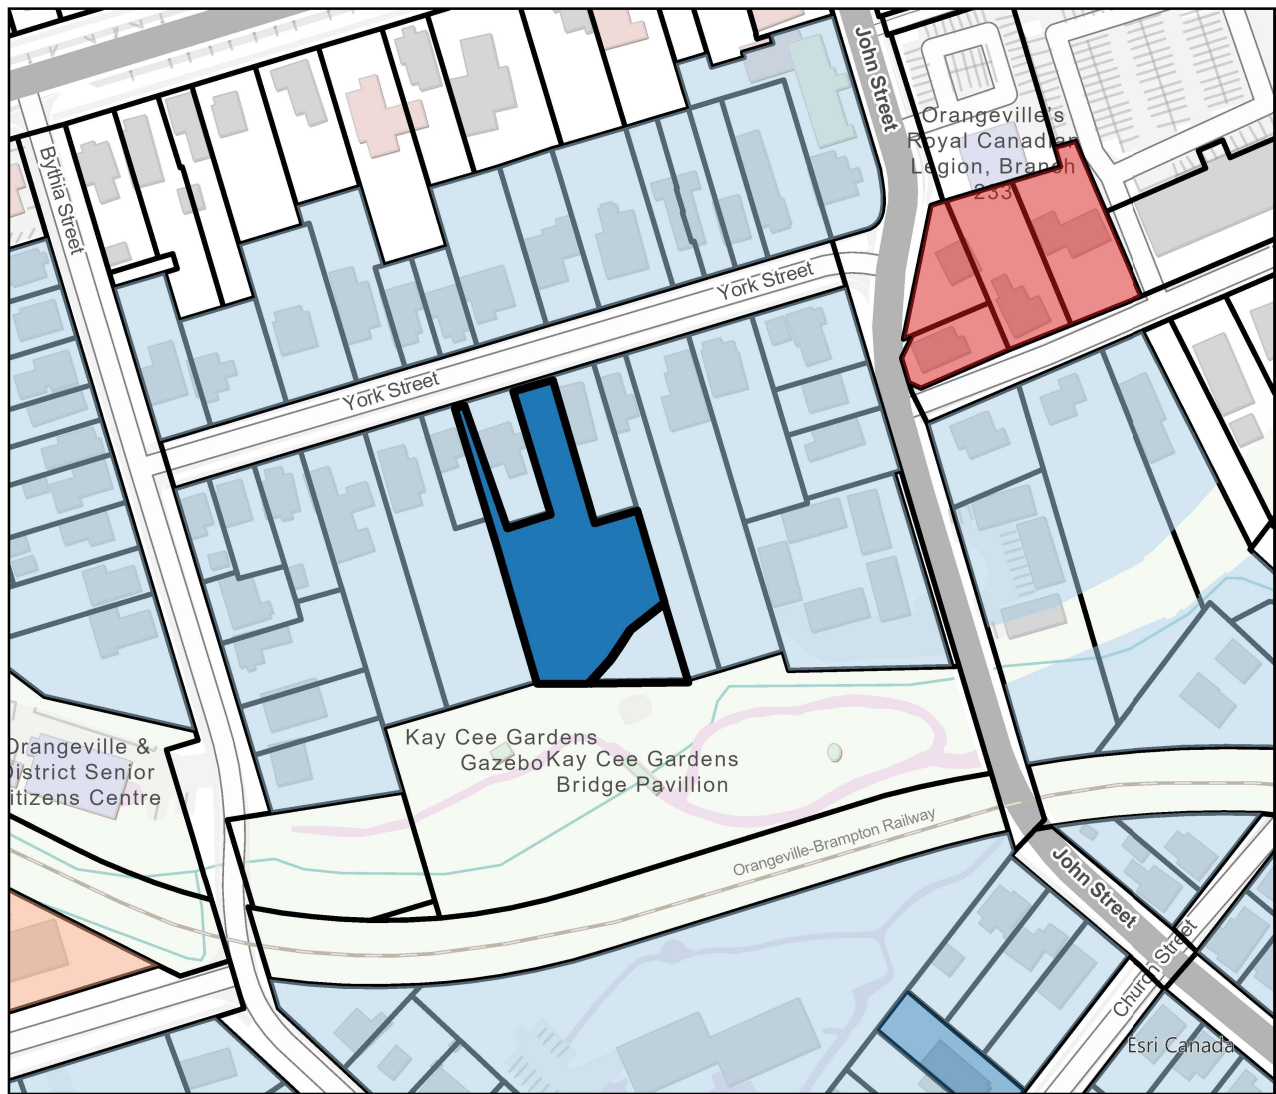 John Street
Orangeville's
Royal Canadian
Legion, Branch
233
Bythia Street
York Street
York Street
Orangeville &
District Senior
itizens Centre
Kay Cee Gardens
Gazebo
Kay Cee Gardens
Bridge Pavillion
Orangeville-Brampton Railway
John Street
Church Street
Esri Canada